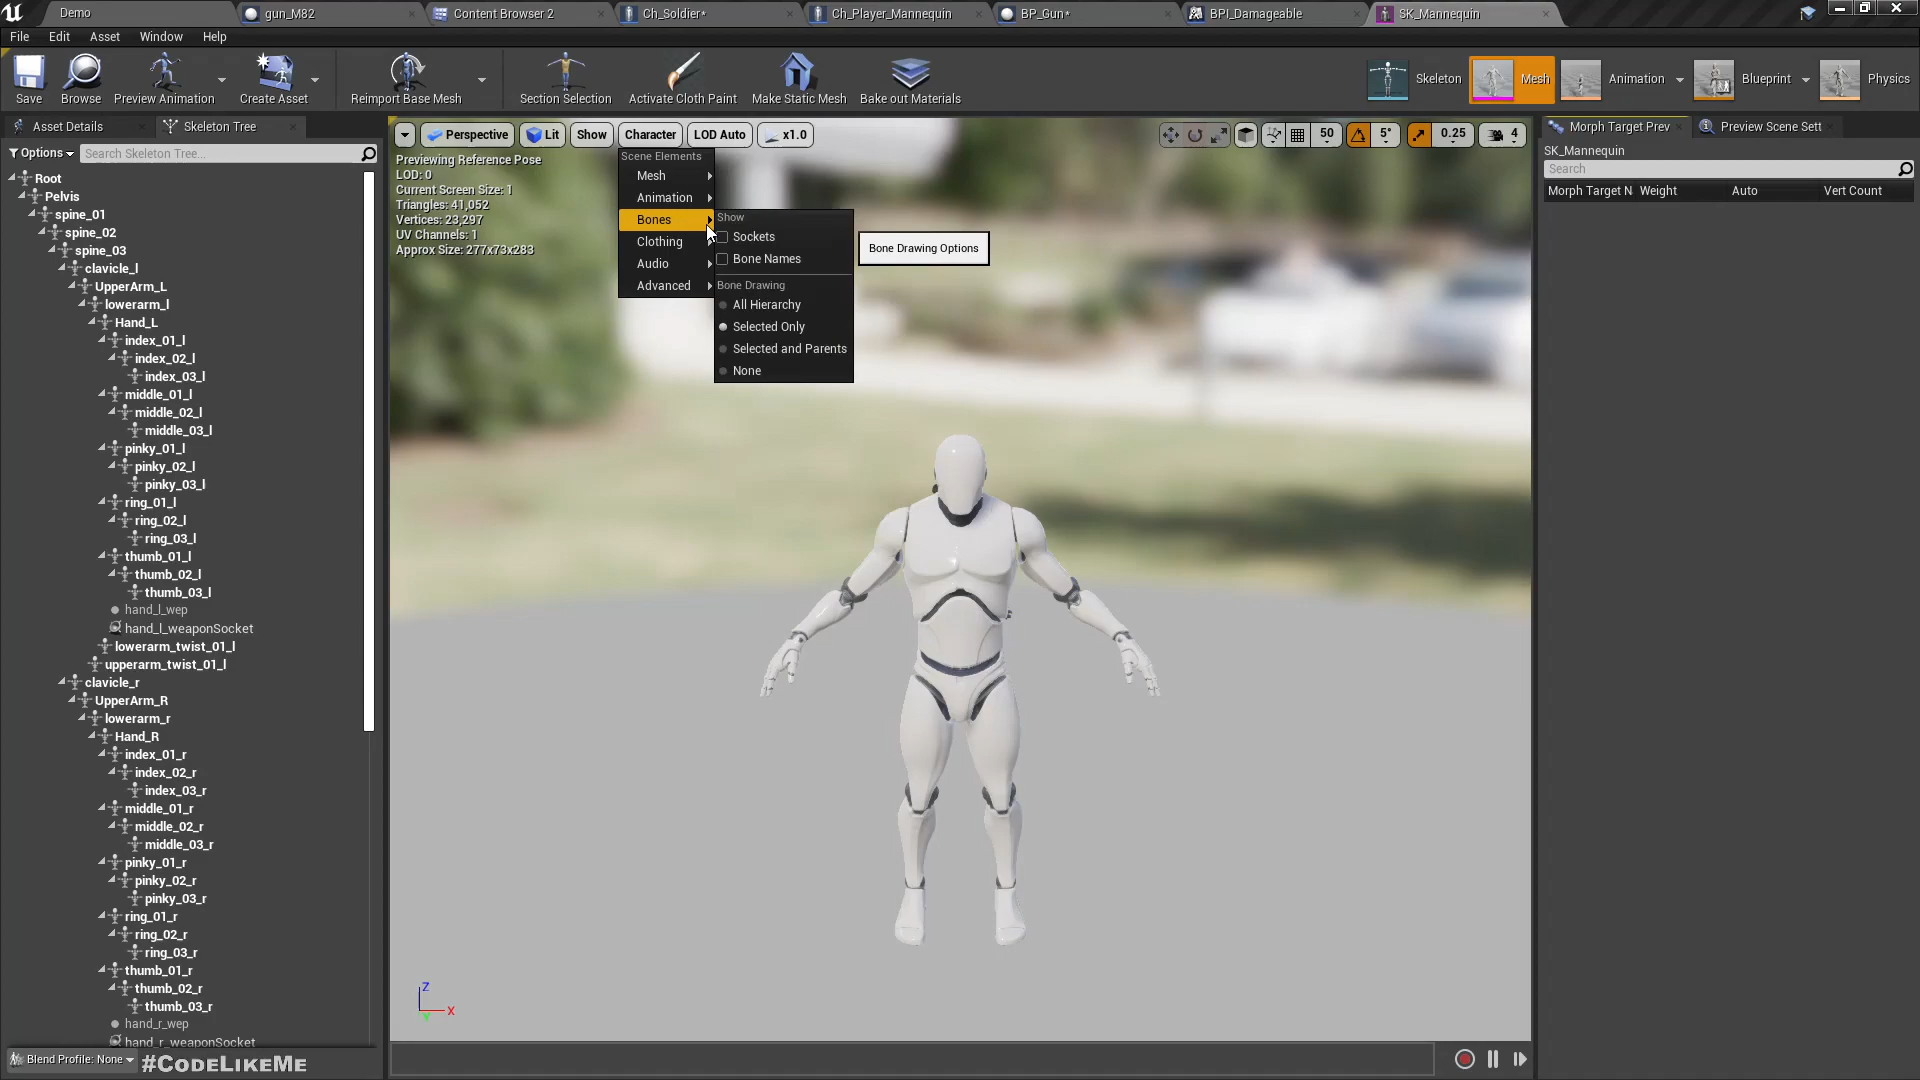 Demo
gun_M82
Content Browser 2
Ch_Soldier*
Ch_Player_Mannequin
BP_Gun*
BPI_Damageable
SK_Mannequin
File Edit Asset Window Help
Save
Browse
Preview Animation
Create Asset
Reimport Base Mesh
Section Selection
Activate Cloth Paint
Make Static Mesh
Bake out Materials
Skeleton
Mesh
Animation
Blueprint
Physics
Asset Details
Skeleton Tree
Options
Search Skeleton Tree...
Root
Pelvis
spine_01
spine_02
spine_03
clavicle_l
UpperArm_L
lowerarm_l
Hand_L
index_01_l
index_02_l
index_03_l
middle_01_l
middle_02_l
middle_03_l
pinky_01_l
pinky_02_l
pinky_03_l
ring_01_l
ring_02_l
ring_03_l
thumb_01_l
thumb_02_l
thumb_03_l
hand_l_wep
hand_l_weaponSocket
lowerarm_twist_01_l
upperarm_twist_01_l
clavicle_r
UpperArm_R
lowerarm_r
Hand_R
index_01_r
index_02_r
index_03_r
middle_01_r
middle_02_r
middle_03_r
pinky_01_r
pinky_02_r
pinky_03_r
ring_01_r
ring_02_r
ring_03_r
thumb_01_r
thumb_02_r
thumb_03_r
hand_r_wep
hand_r_weaponSocket
Blend Profile: None
#CodeLikeMe
Perspective Lit Show Character LOD Auto x1.0
50 5° 0.25 4
Previewing Reference Pose
LOD: 0
Current Screen Size: 1
Triangles: 41,052
Vertices: 23,297
UV Channels: 1
Approx Size: 277x73x283
Scene Elements
Mesh
Animation
Bones
Clothing
Audio
Advanced
Show
Sockets
Bone Names
Bone Drawing
All Hierarchy
Selected Only
Selected and Parents
None
Bone Drawing Options
Z
X
Y
Morph Target Prev
Preview Scene Sett
SK_Mannequin
Search
Morph Target N Weight Auto Vert Count